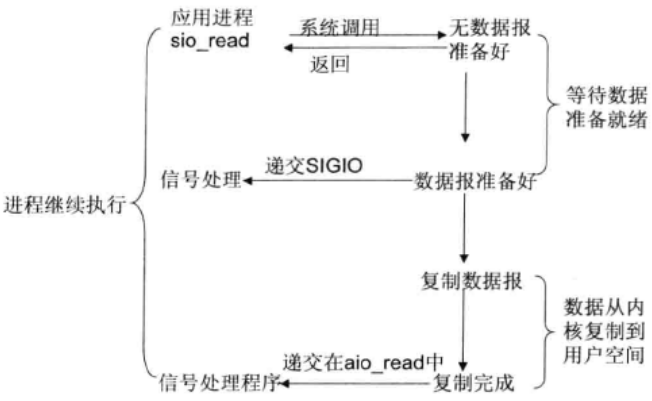 应用进程
sio_read
系统调用
返回
无数据报
准备好
等待数据
准备就绪
信号处理
递交SIGIO
数据报准备好
进程继续执行
复制数据报
数据从内
核复制到
用户空间
信号处理程序
递交在aio_read中
复制完成